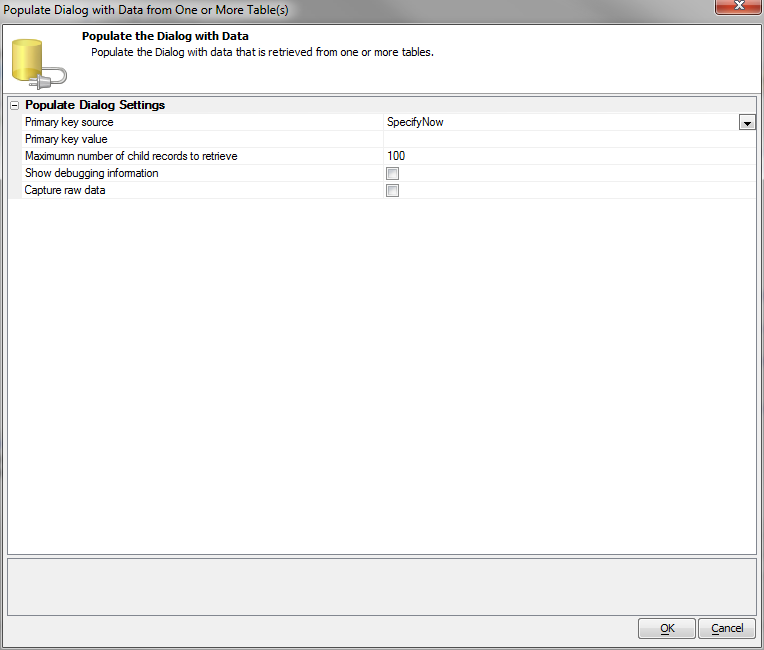 Populate Dialog with Data from One or More Table(s)
Populate the Dialog with Data
Populate the Dialog with data that is retrieved from one or more tables.
Populate Dialog Settings
Primary key source SpecifyNow
Primary key value
Maximumn number of child records to retrieve 100
Show debugging information
Capture raw data
OK Cancel